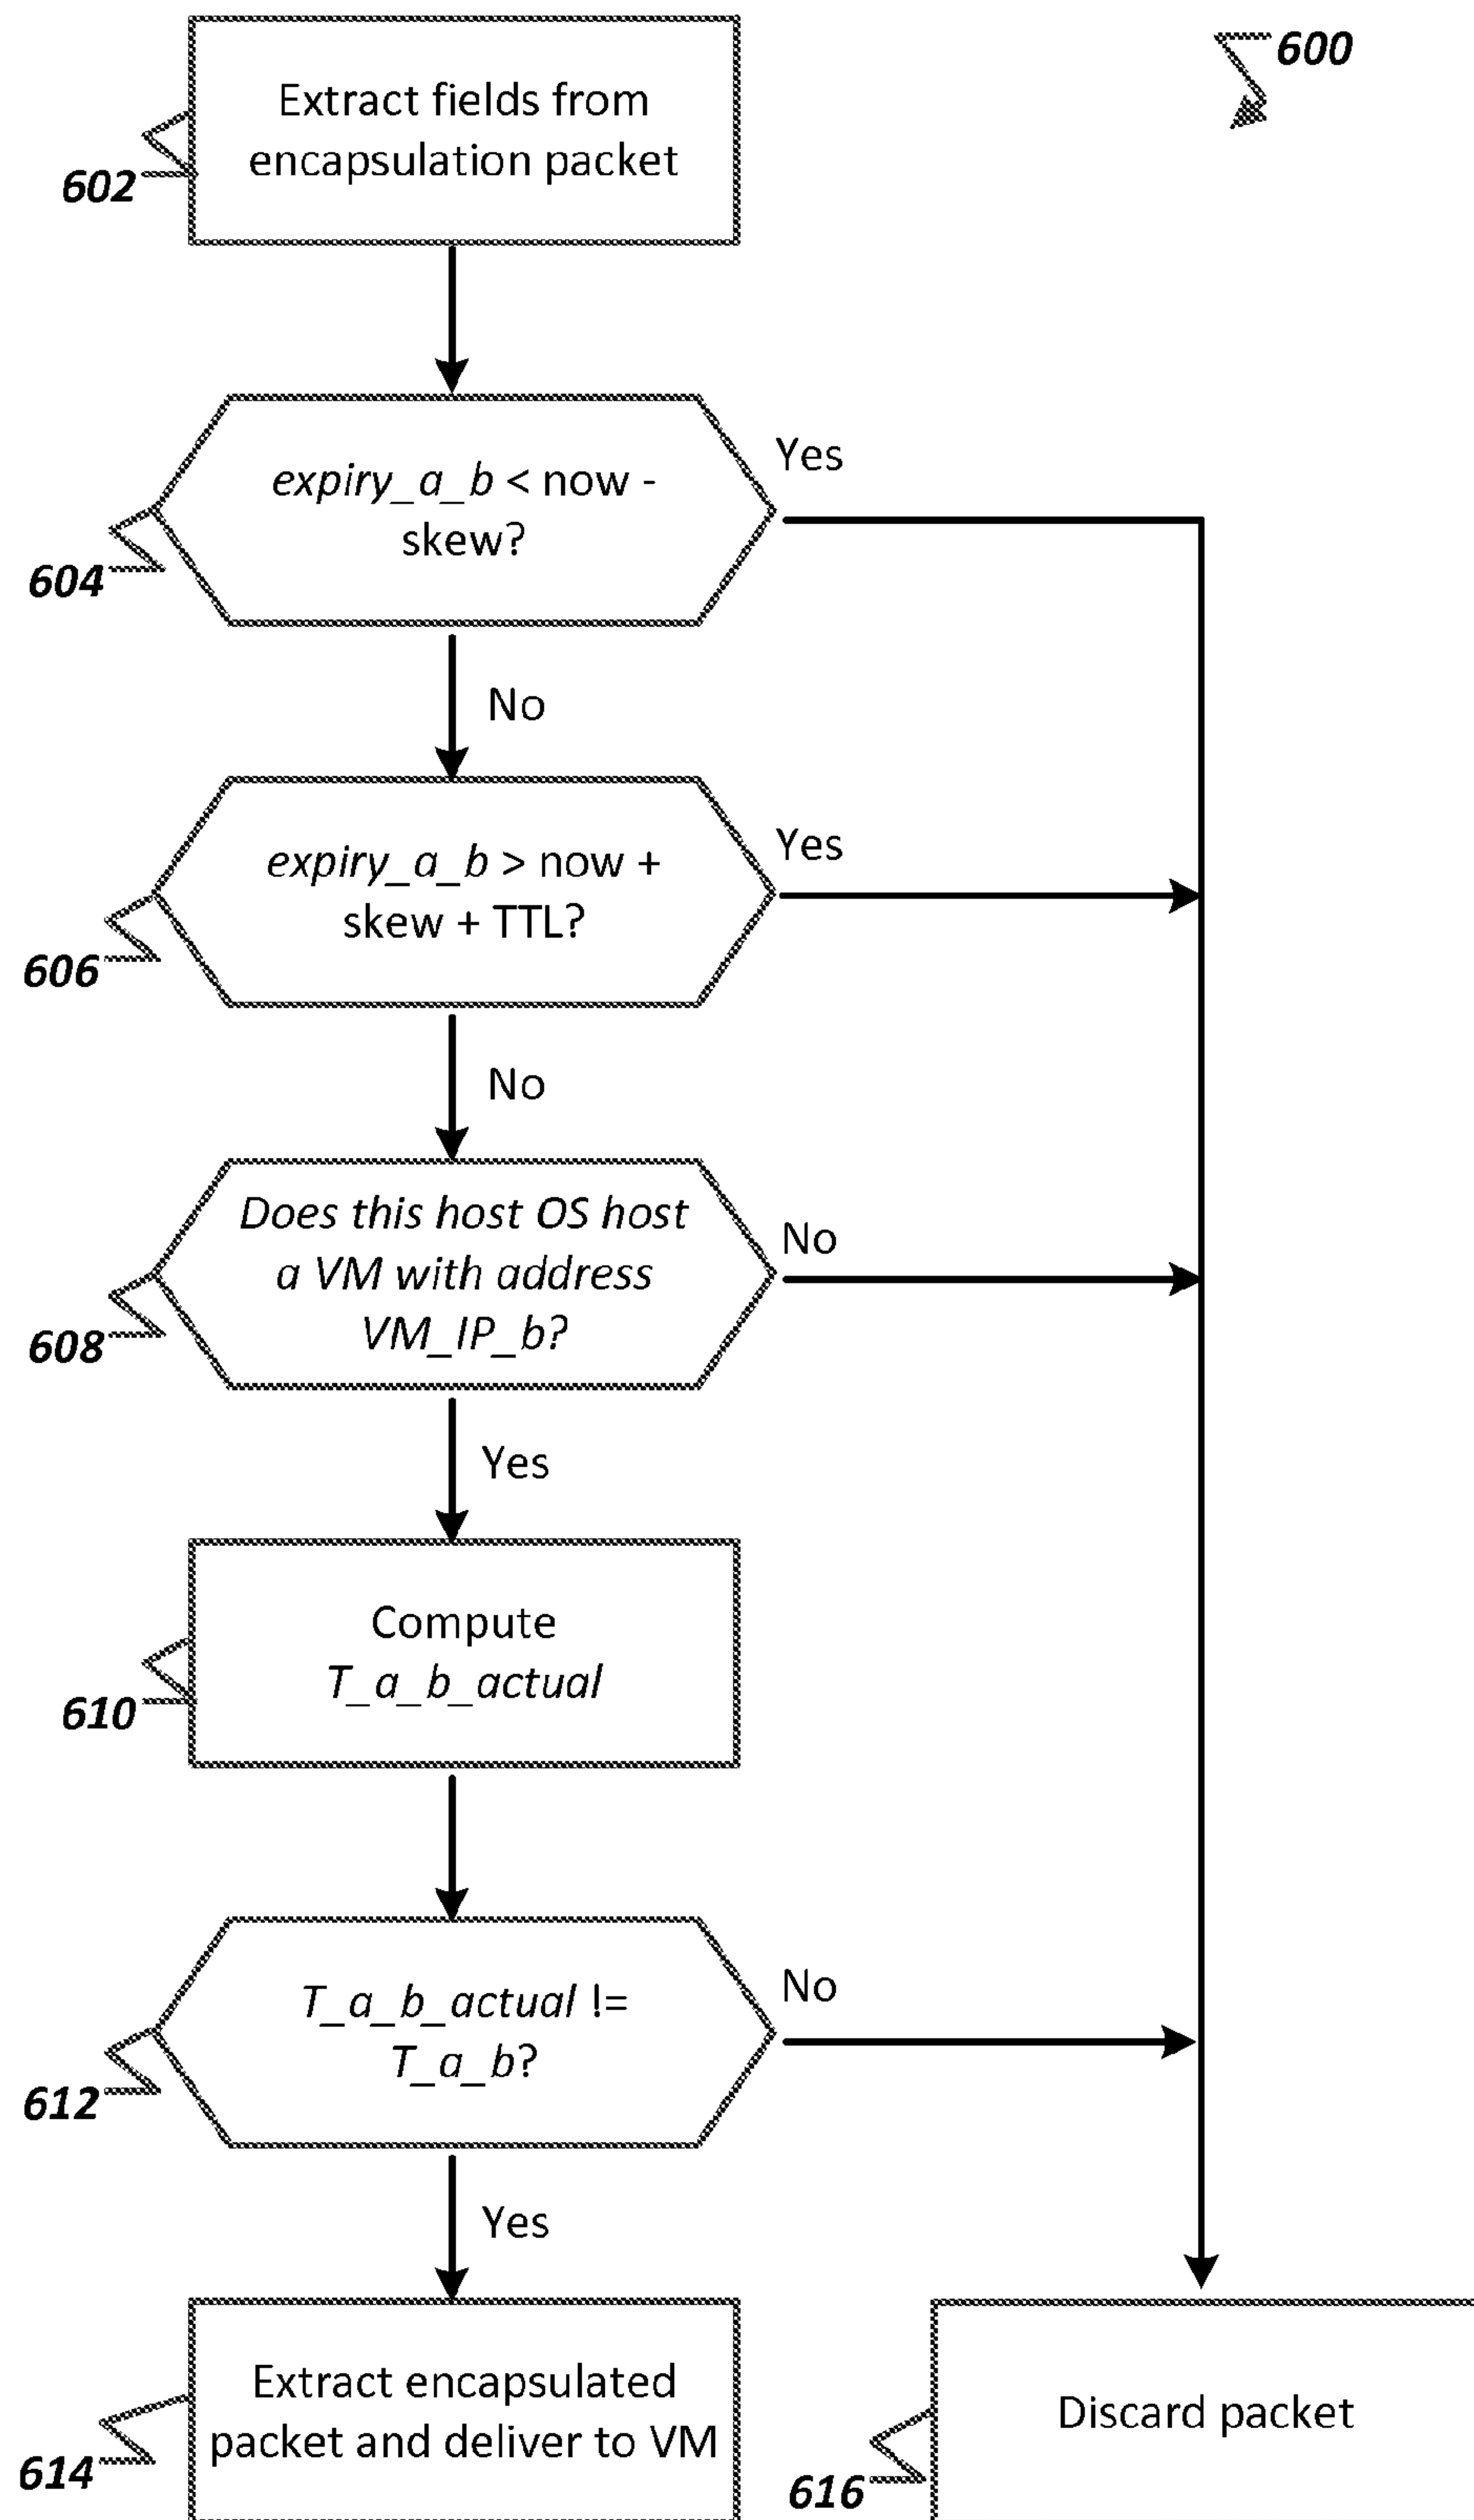 600
Extract fields from
encapsulation packet
602
expiry_a_b < now -
skew?
Yes
604
No
expiry_a_b > now +
skew + TTL?
Yes
606
No
Does this host OS host
a VM with address
VM_IP_b?
No
608
Yes
Compute
T_a_b_actual
610
T_a_b_actual !=
T_a_b?
No
612
Yes
Extract encapsulated
packet and deliver to VM
614
Discard packet
616